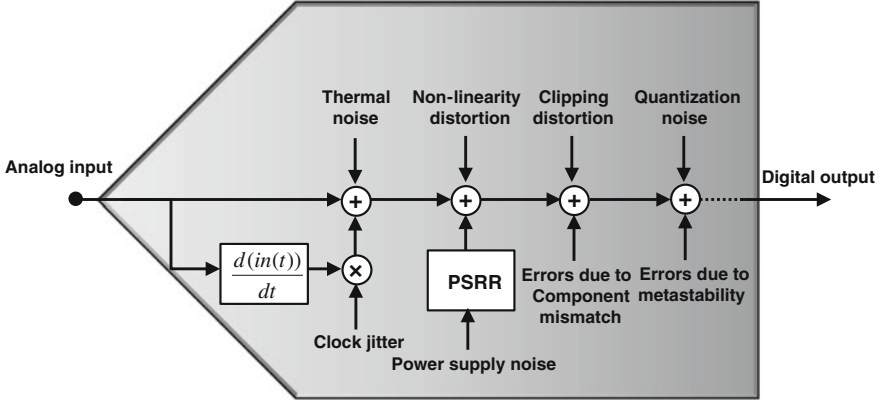 Thermal
noise
Non-linearity
distortion
Clipping
distortion
Quantization
noise
Analog input
Digital output
+
+
+
+
d(in(t))
dt
×
PSRR
Errors due to
Component
mismatch
Errors due to
metastability
Clock jitter
Power supply noise